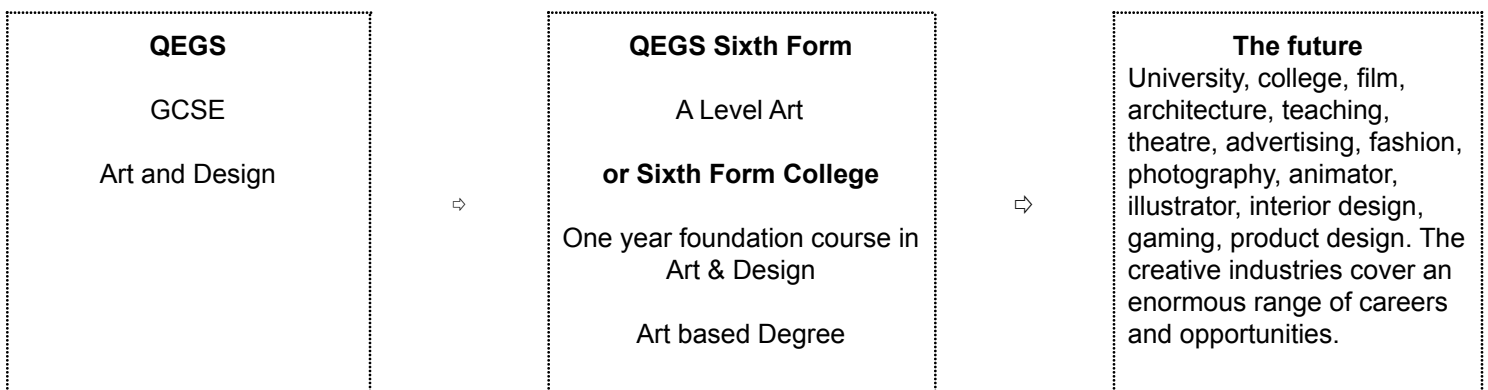 QEGS
GCSE
Art and Design
⇨
QEGS Sixth Form
A Level Art
or Sixth Form College
One year foundation course in
Art & Design
Art based Degree
⇨
The future
University, college, film,
architecture, teaching,
theatre, advertising, fashion,
photography, animator,
illustrator, interior design,
gaming, product design. The
creative industries cover an
enormous range of careers
and opportunities.